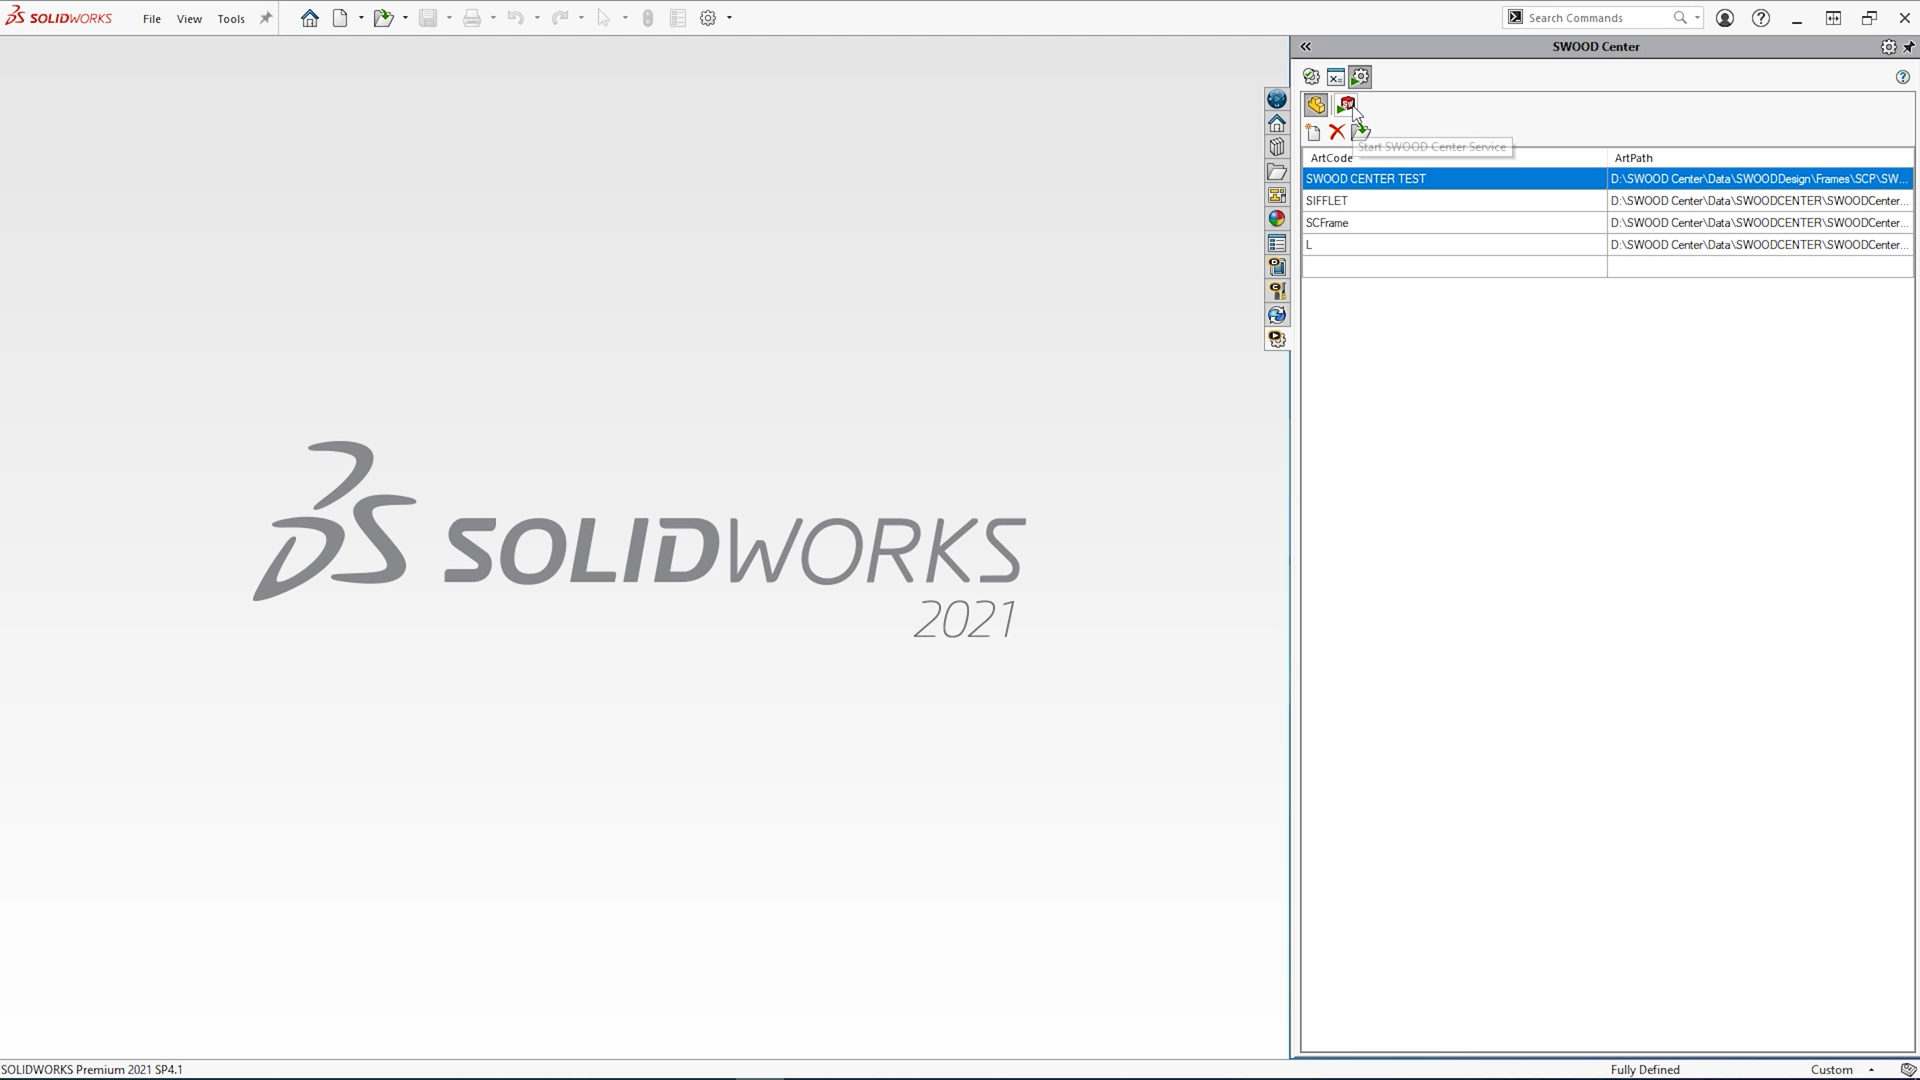 SOLIDWORKS File View Tools Search Commands
SWOOD Center
Start SWOOD Center Service
ArtCode ArtPath
SWOOD CENTER TEST D:\SWOOD Center\Data\SWOODDesign\Frames\SCP\SW...
SIFFLET D:\SWOOD Center\Data\SWOODCENTER\SWOODCenter...
SCFrame D:\SWOOD Center\Data\SWOODCENTER\SWOODCenter...
L D:\SWOOD Center\Data\SWOODCENTER\SWOODCenter...
SOLIDWORKS
2021
SOLIDWORKS Premium 2021 SP4.1 Fully Defined Custom